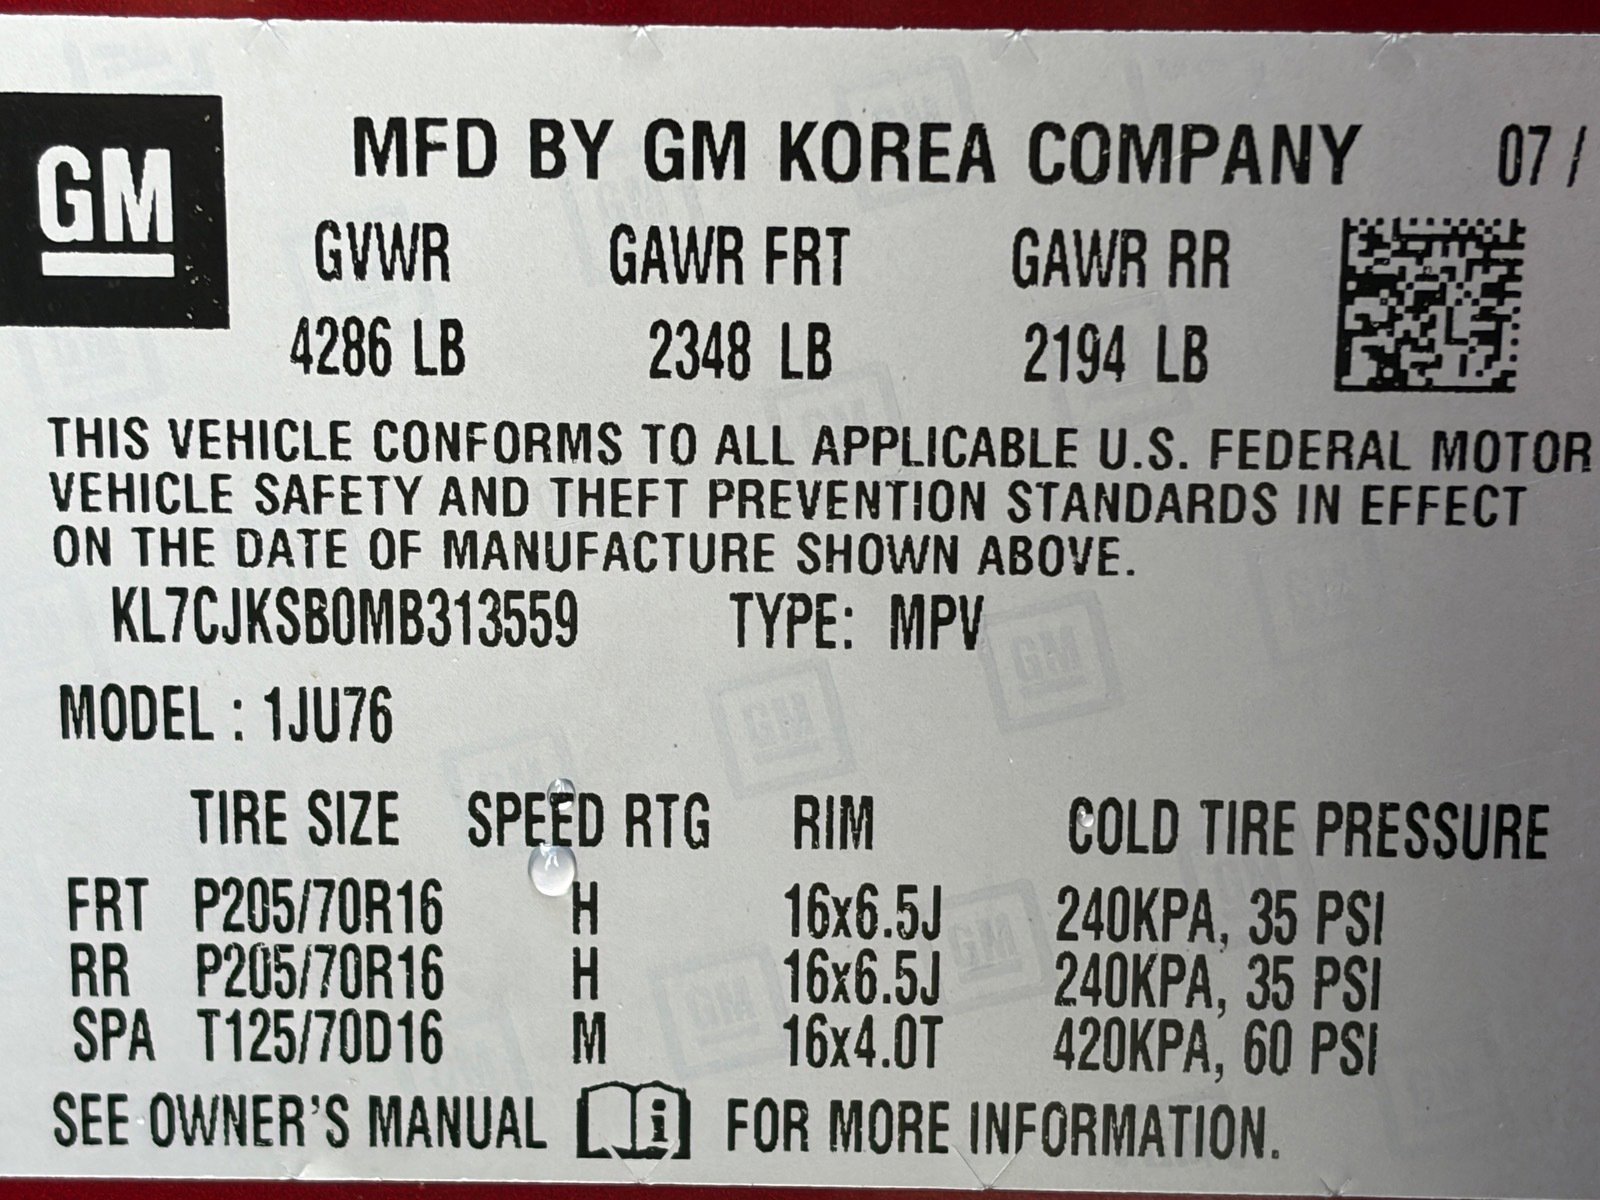 GM
MFD BY GM KOREA COMPANY 07 /
GVWR GAWR FRT GAWR RR
4286 LB 2348 LB 2194 LB
THIS VEHICLE CONFORMS TO ALL APPLICABLE U.S. FEDERAL MOTOR
VEHICLE SAFETY AND THEFT PREVENTION STANDARDS IN EFFECT
ON THE DATE OF MANUFACTURE SHOWN ABOVE.
KL7CJKSB0MB313559 TYPE: MPV
MODEL : 1JU76
TIRE SIZE SPEED RTG RIM COLD TIRE PRESSURE
FRT P205/70R16 H 16x6.5J 240KPA, 35 PSI
RR P205/70R16 H 16x6.5J 240KPA, 35 PSI
SPA T125/70D16 M 16x4.0T 420KPA, 60 PSI
SEE OWNER'S MANUAL i FOR MORE INFORMATION.